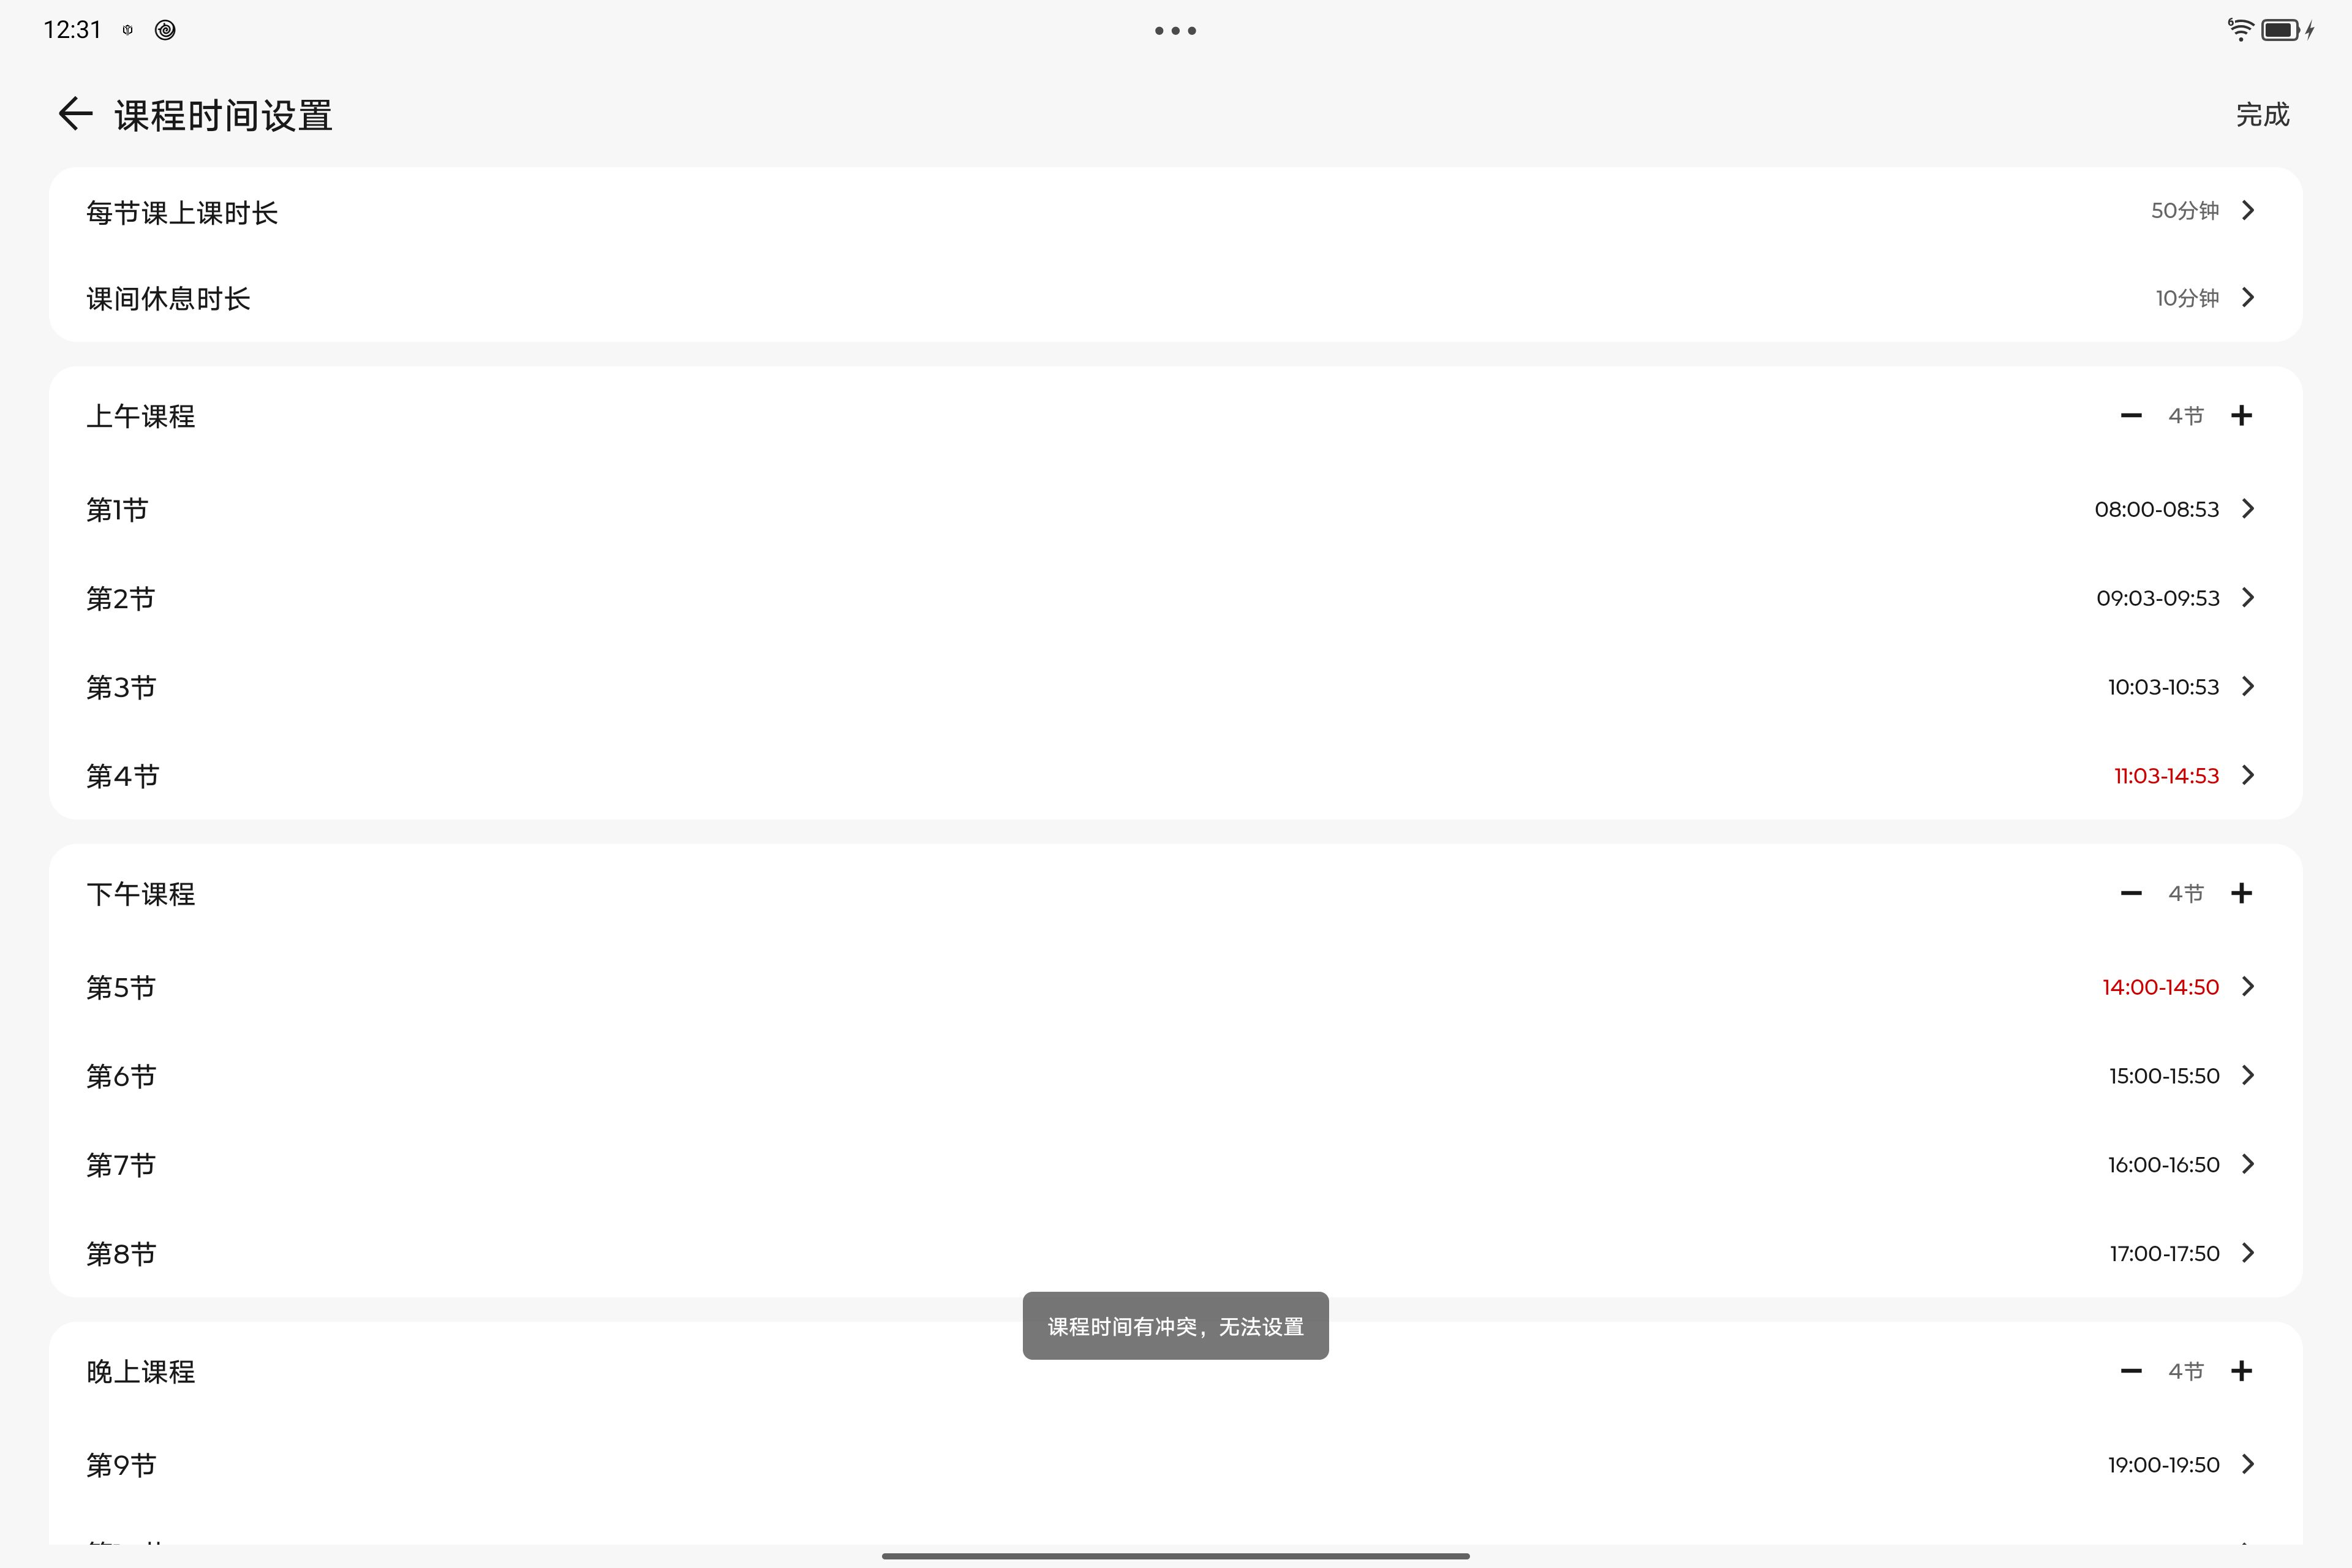 12:31
课程时间设置
完成
每节课上课时长
50分钟
课间休息时长
10分钟
上午课程
4节
第1节
08:00-08:53
第2节
09:03-09:53
第3节
10:03-10:53
第4节
11:03-14:53
下午课程
4节
第5节
14:00-14:50
第6节
15:00-15:50
第7节
16:00-16:50
第8节
17:00-17:50
课程时间有冲突，无法设置
晚上课程
4节
第9节
19:00-19:50